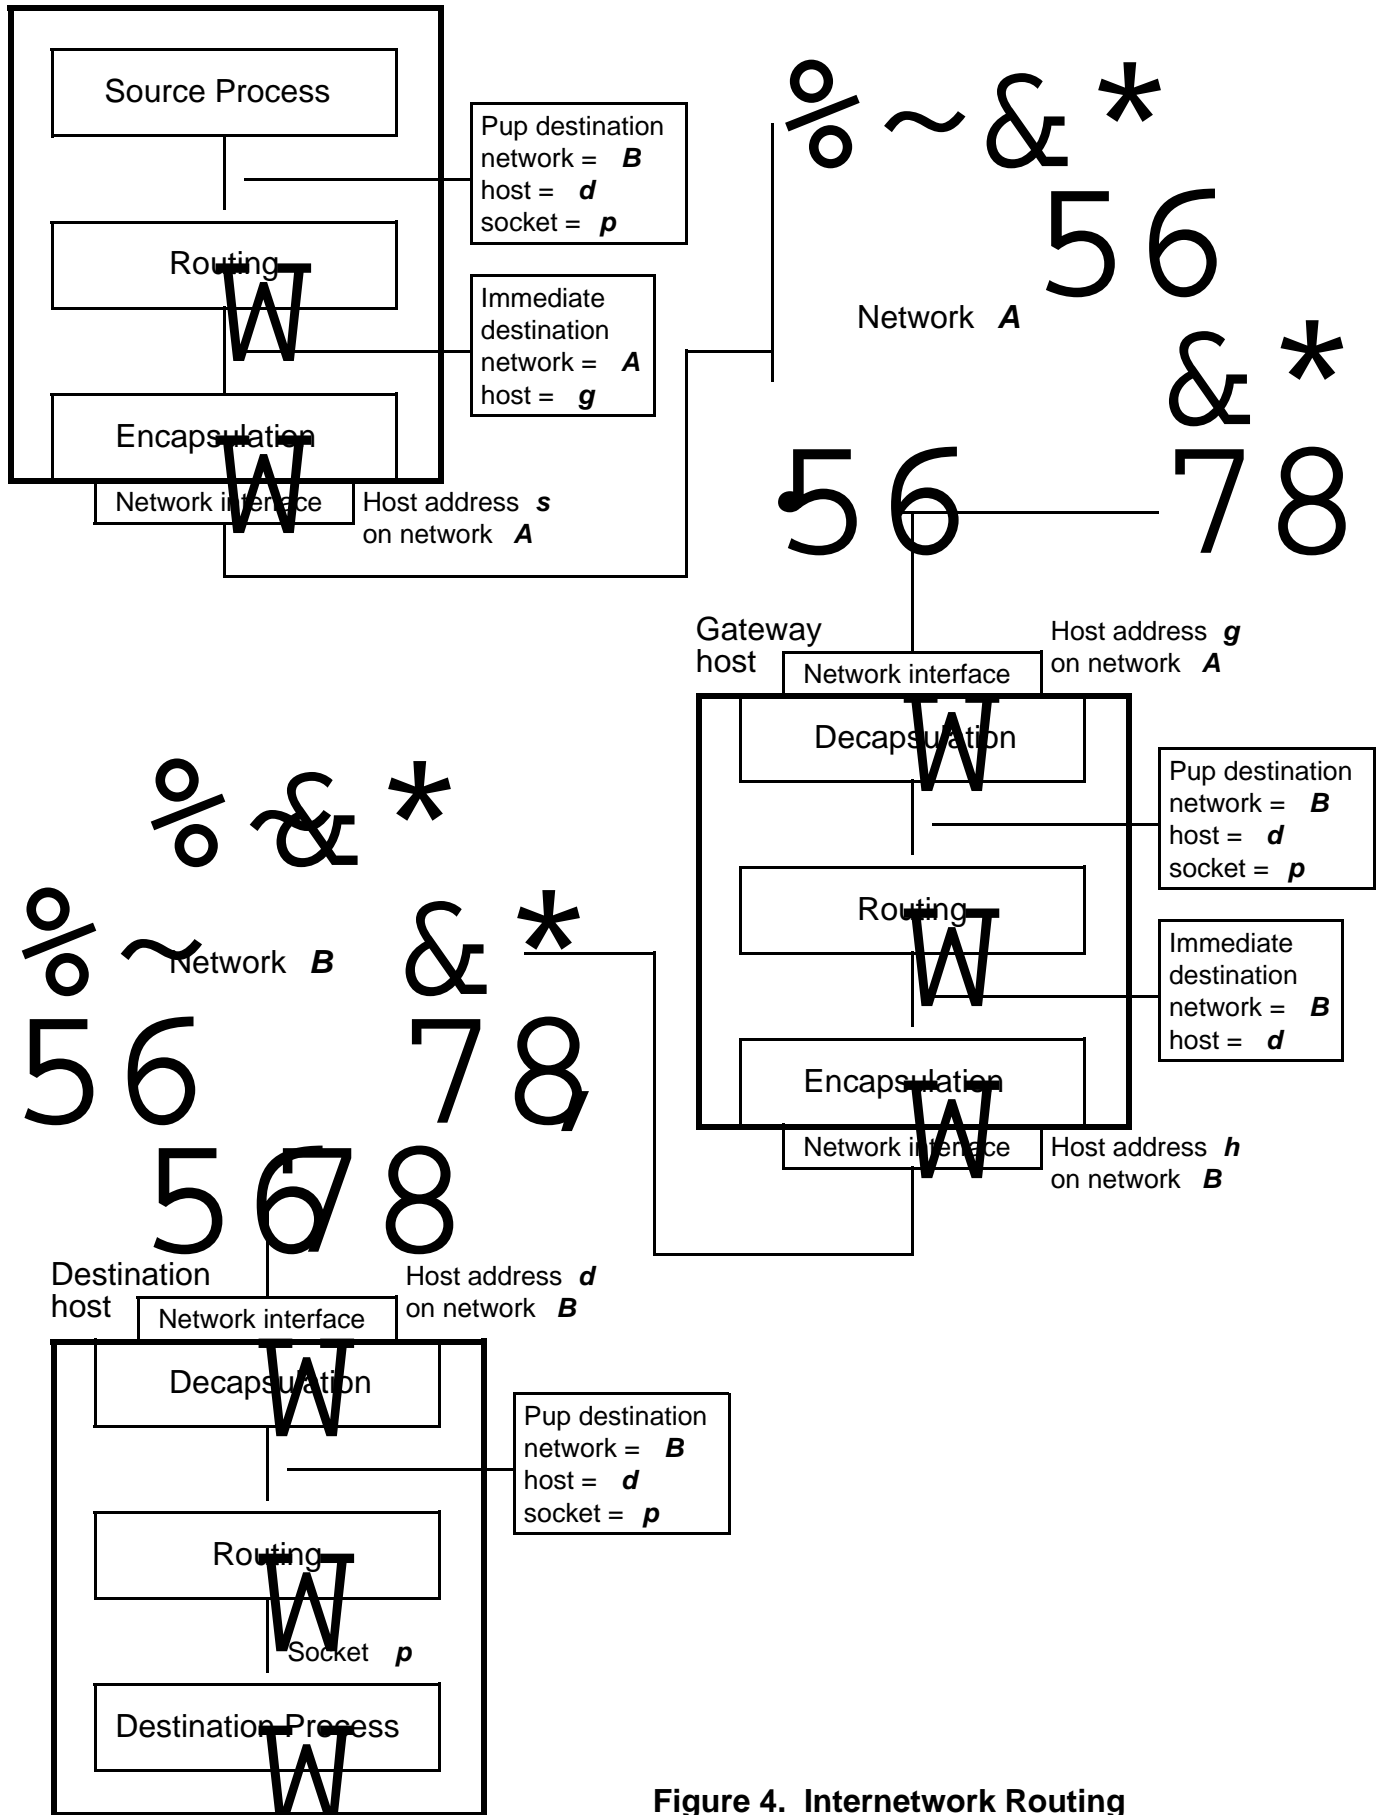 Source Process
Pup destination
network = B
host = d
socket = p
Routing
W
Immediate
destination
network = A
host = g
Encapsulation
W
Network interface
Host address s
on network A
%~&*
56
Network A
&*
56 78
Gateway
host
Network interface
Host address g
on network A
W
Decapsulation
Pup destination
network = B
host = d
socket = p
Routing
W
Immediate
destination
network = B
host = d
Encapsulation
W
Network interface
Host address h
on network B
%~&*
%~ &*
Network B
56 78,
5678
Destination
host
Network interface
Host address d
on network B
W
Decapsulation
Pup destination
network = B
host = d
socket = p
Routing
W
Socket p
Destination Process
W
Figure 4. Internetwork Routing